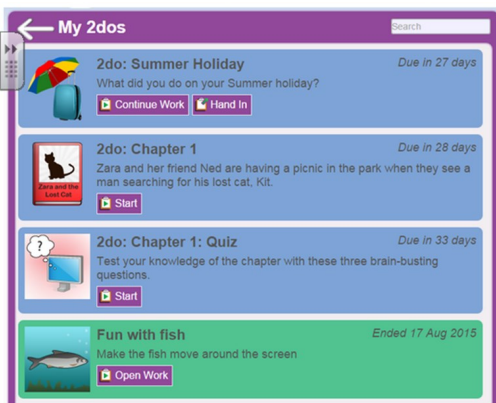 My 2dos
Search
2do: Summer Holiday
Due in 27 days
What did you do on your Summer holiday?
Continue Work
Hand In
2do: Chapter 1
Due in 28 days
Zara and her friend Ned are having a picnic in the park when they see a
man searching for his lost cat, Kit.
Zara and the
Lost Cat
Start
2do: Chapter 1: Quiz
Due in 33 days
?
Test your knowledge of the chapter with these three brain-busting
questions.
Start
Fun with fish
Ended 17 Aug 2015
Make the fish move around the screen
Open Work